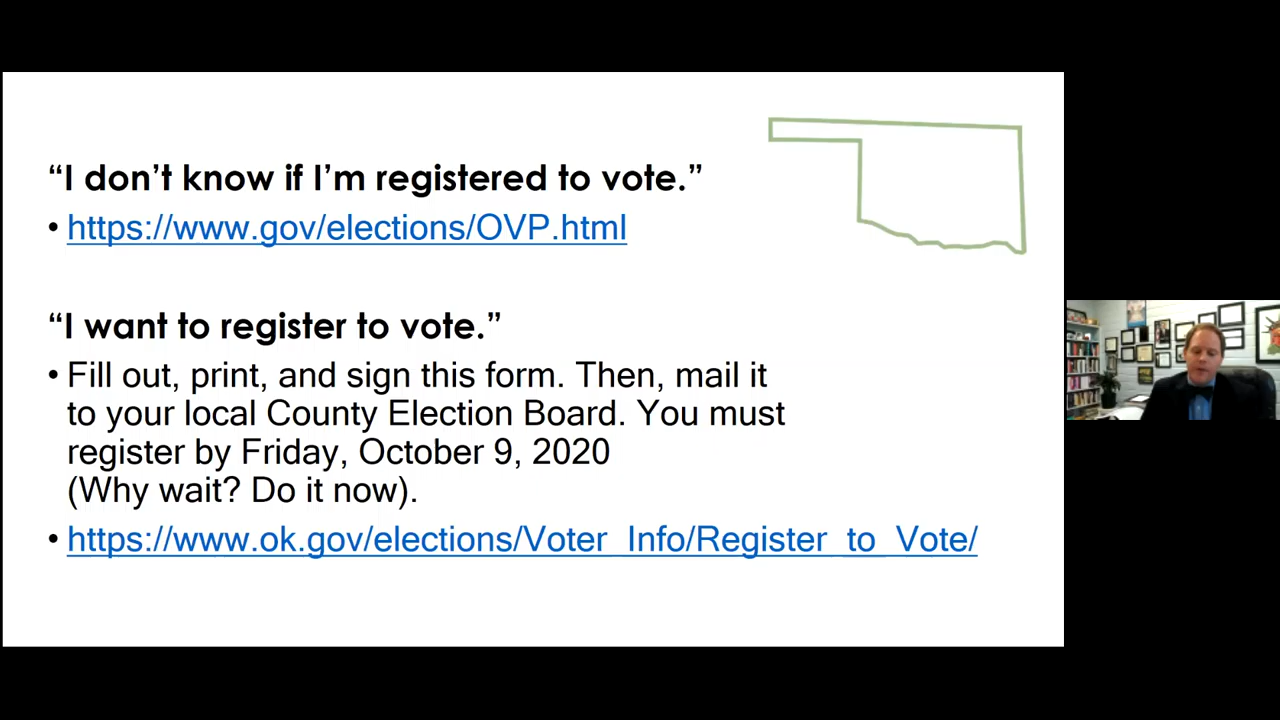 “I don’t know if I’m registered to vote.”
• https://www.gov/elections/OVP.html
“I want to register to vote.”
• Fill out, print, and sign this form. Then, mail it
to your local County Election Board. You must
register by Friday, October 9, 2020
(Why wait? Do it now).
• https://www.ok.gov/elections/Voter_Info/Register_to_Vote/